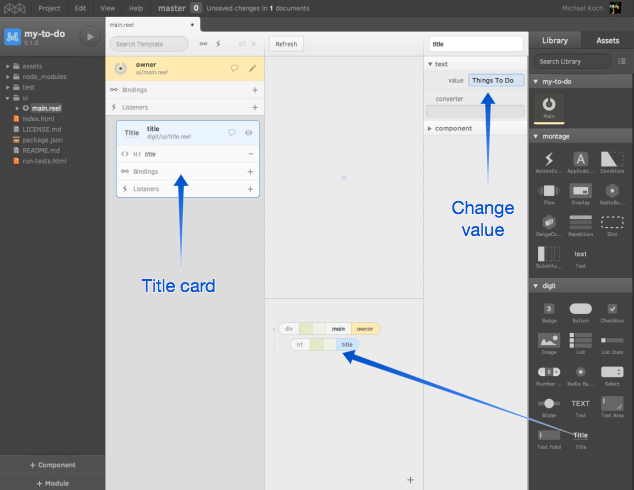 Project Edit View Help master 0 Unsaved changes in 1 documents Michael Koch
my-to-do
0.1.0
assets
node_modules
test
ui
main.reel
index.html
LICENSE.md
package.json
README.md
run-tests.html
+ Component
+ Module
main.reel
Search Template
0
owner
ui/main.reel
Bindings +
Listeners +
Title title
digit/ui/title.reel
<> H1 title −
Bindings +
Listeners +
Title card
Refresh
div main owner
h1 title
+
title
text
value Things To Do
converter
component
Change
value
Library Assets
Search Library
my-to-do
Main
montage
ActionEv... Applicati... Condition
Flow Overlay RadioBu...
RangeCo... Repetition Slot
text
Substitu... Text
digit
3
Badge Button Checkbox
Image List List Item
Number ... Radio Bu... Select
TEXT
Slider Text Text Area
Title
Text Field Title